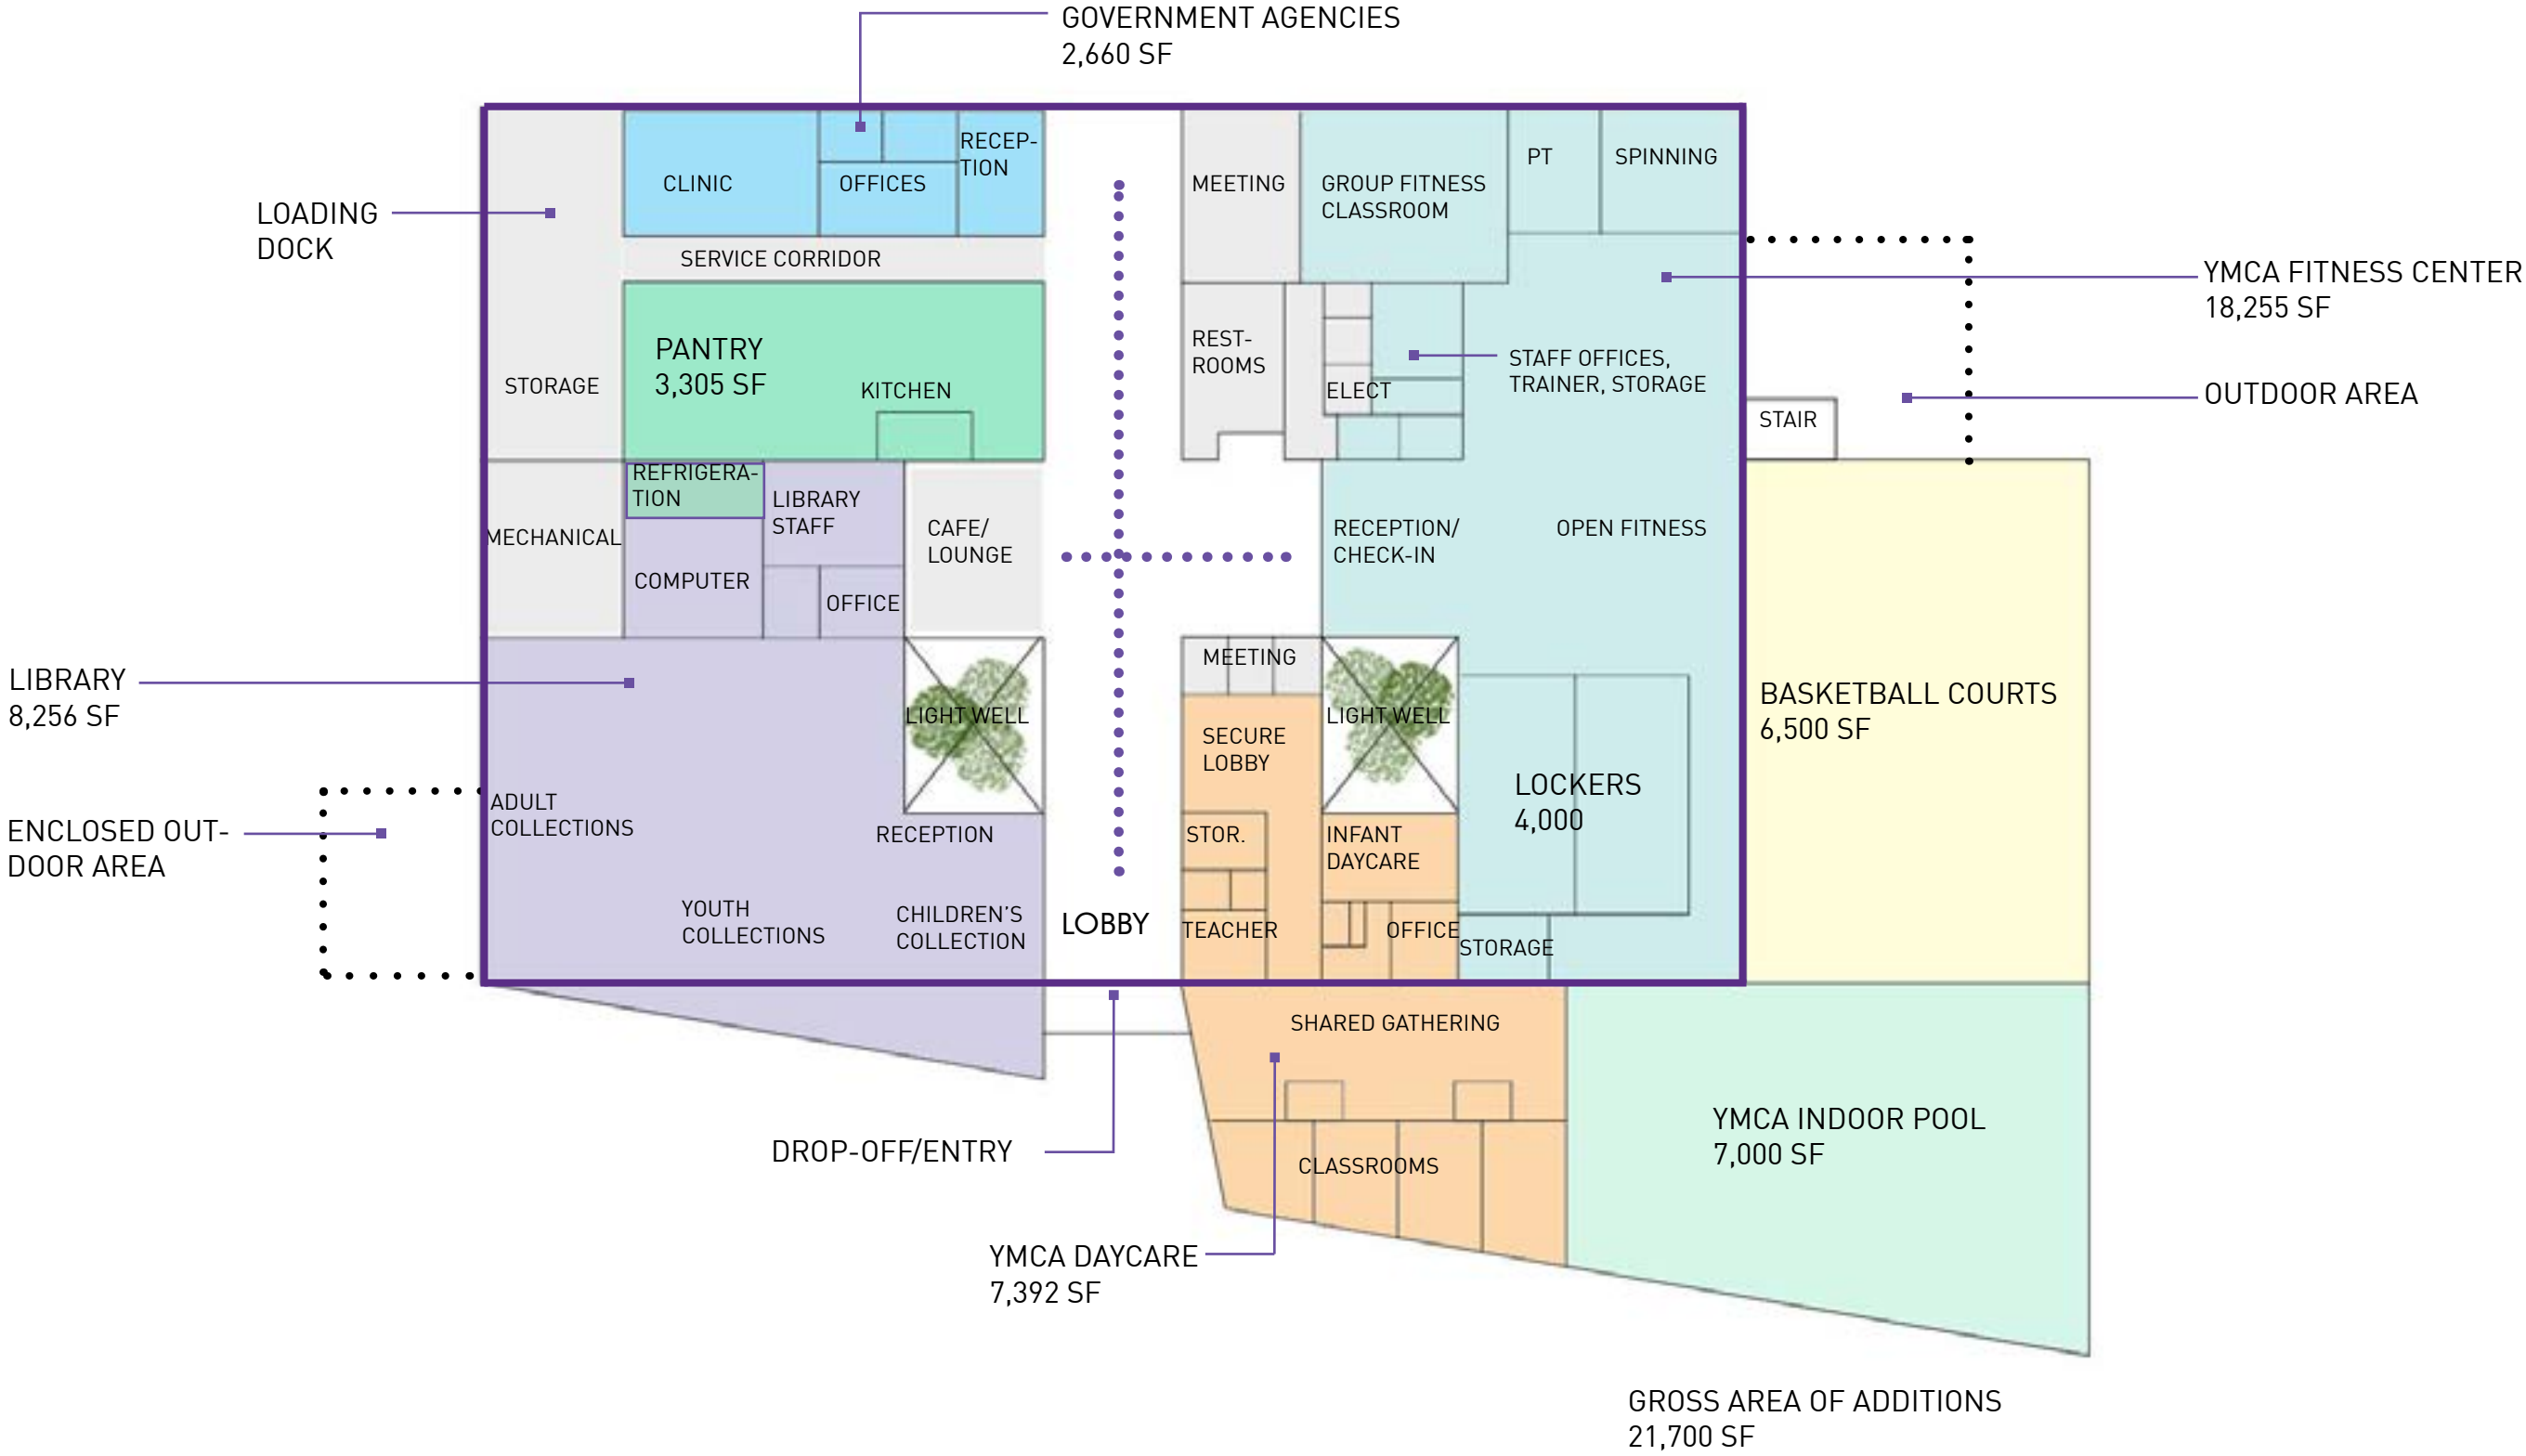 GOVERNMENT AGENCIES
2,660 SF
RECEP-
TION
CLINIC
OFFICES
MEETING
GROUP FITNESS
CLASSROOM
PT
SPINNING
LOADING
DOCK
SERVICE CORRIDOR
YMCA FITNESS CENTER
18,255 SF
PANTRY
3,305 SF
KITCHEN
STORAGE
REST-
ROOMS
ELECT
STAFF OFFICES,
TRAINER, STORAGE
OUTDOOR AREA
STAIR
REFRIGERA-
TION
LIBRARY
STAFF
MECHANICAL
COMPUTER
OFFICE
CAFE/
LOUNGE
RECEPTION/
CHECK-IN
OPEN FITNESS
LIBRARY
8,256 SF
LIGHT WELL
MEETING
LIGHT WELL
SECURE
LOBBY
BASKETBALL COURTS
6,500 SF
LOCKERS
4,000
ENCLOSED OUT-
DOOR AREA
ADULT
COLLECTIONS
RECEPTION
STOR.
INFANT
DAYCARE
YOUTH
COLLECTIONS
CHILDREN'S
COLLECTION
LOBBY
TEACHER
OFFICE
STORAGE
SHARED GATHERING
DROP-OFF/ENTRY
CLASSROOMS
YMCA INDOOR POOL
7,000 SF
YMCA DAYCARE
7,392 SF
GROSS AREA OF ADDITIONS
21,700 SF